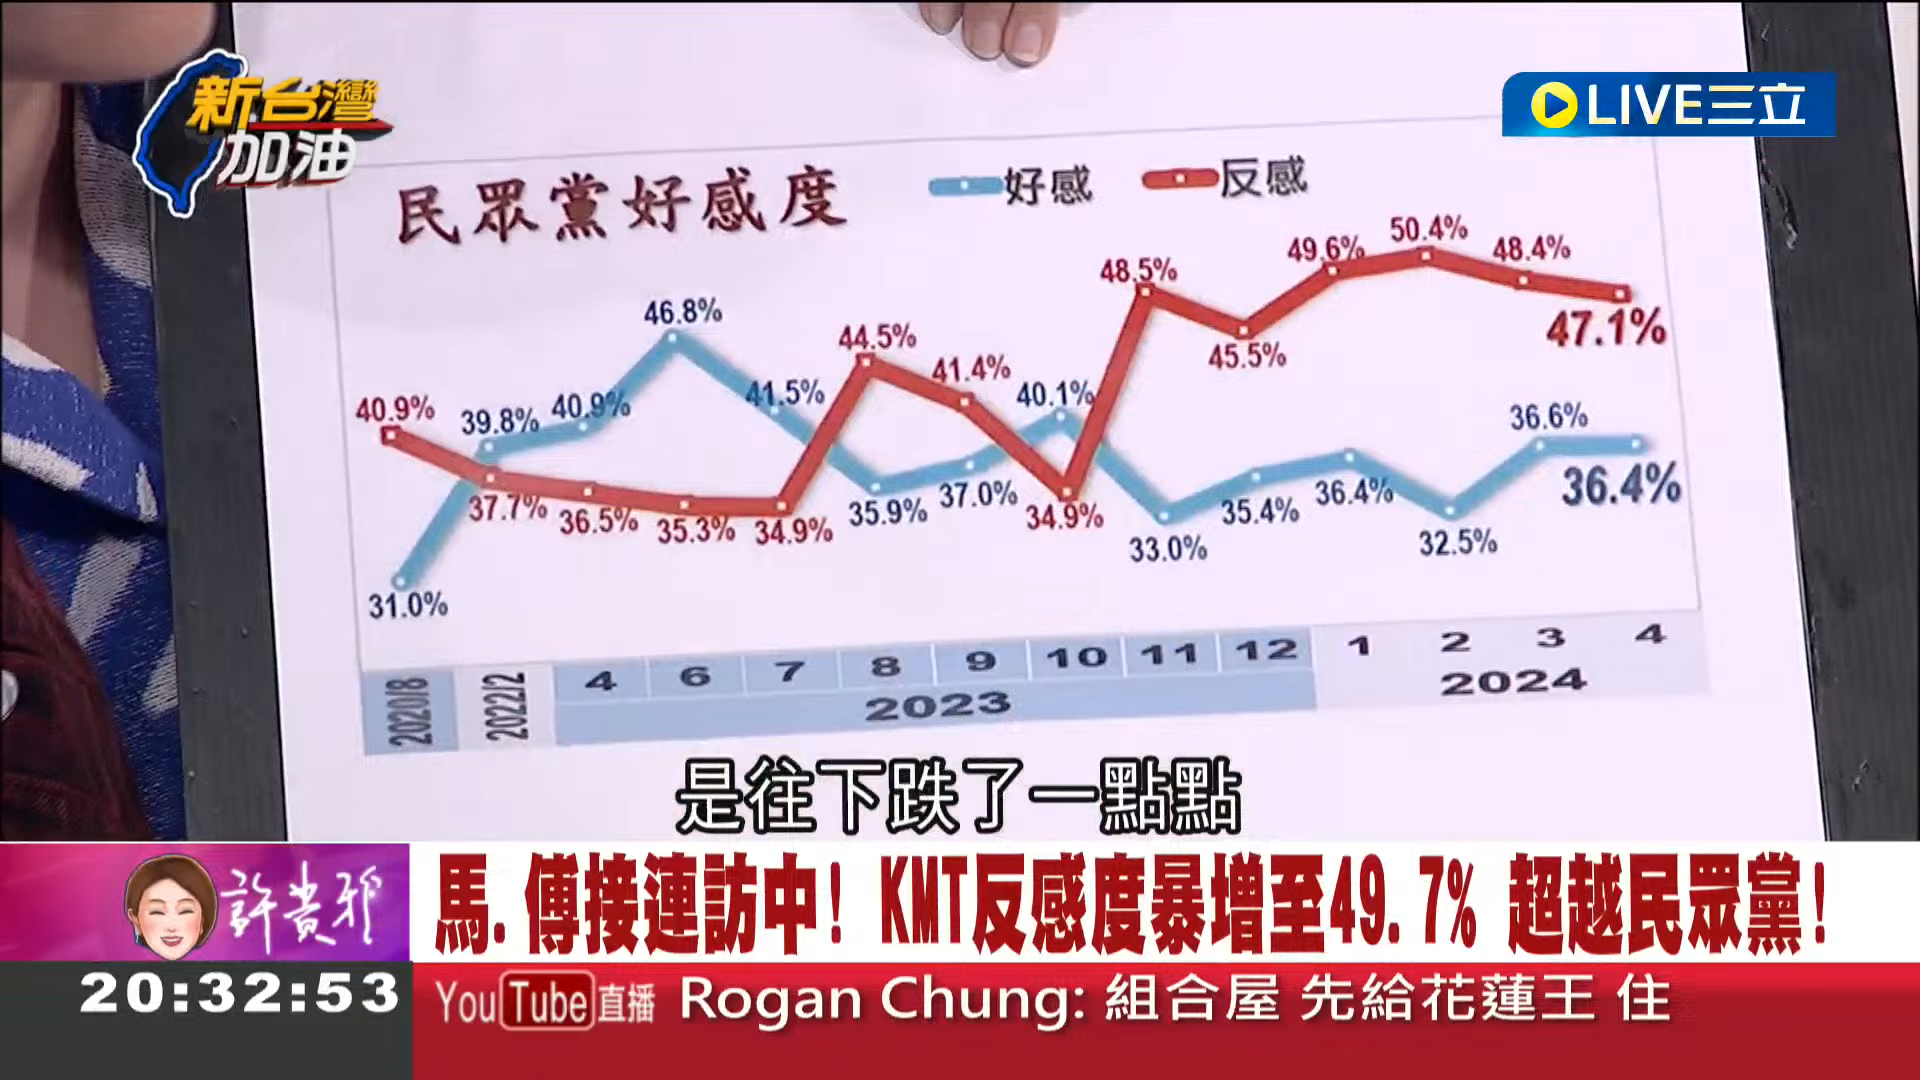 新台灣
加油
LIVE三立
民眾黨好感度
好感
反感
46.8%
40.9%
39.8%
40.9%
41.5%
44.5%
41.4%
40.1%
48.5%
49.6%
50.4%
48.4%
47.1%
45.5%
36.6%
36.4%
31.0%
37.7%
36.5%
35.3%
34.9%
35.9%
37.0%
34.9%
33.0%
35.4%
36.4%
32.5%
2020/8
2022/2
4 6 7 8 9 10 11 12
1 2 3 4
2023
2024
是往下跌了一點點
許貴雅
馬.傅接連訪中! KMT反感度暴增至49.7% 超越民眾黨!
20:32:53
YouTube直播
Rogan Chung: 組合屋 先給花蓮王 住